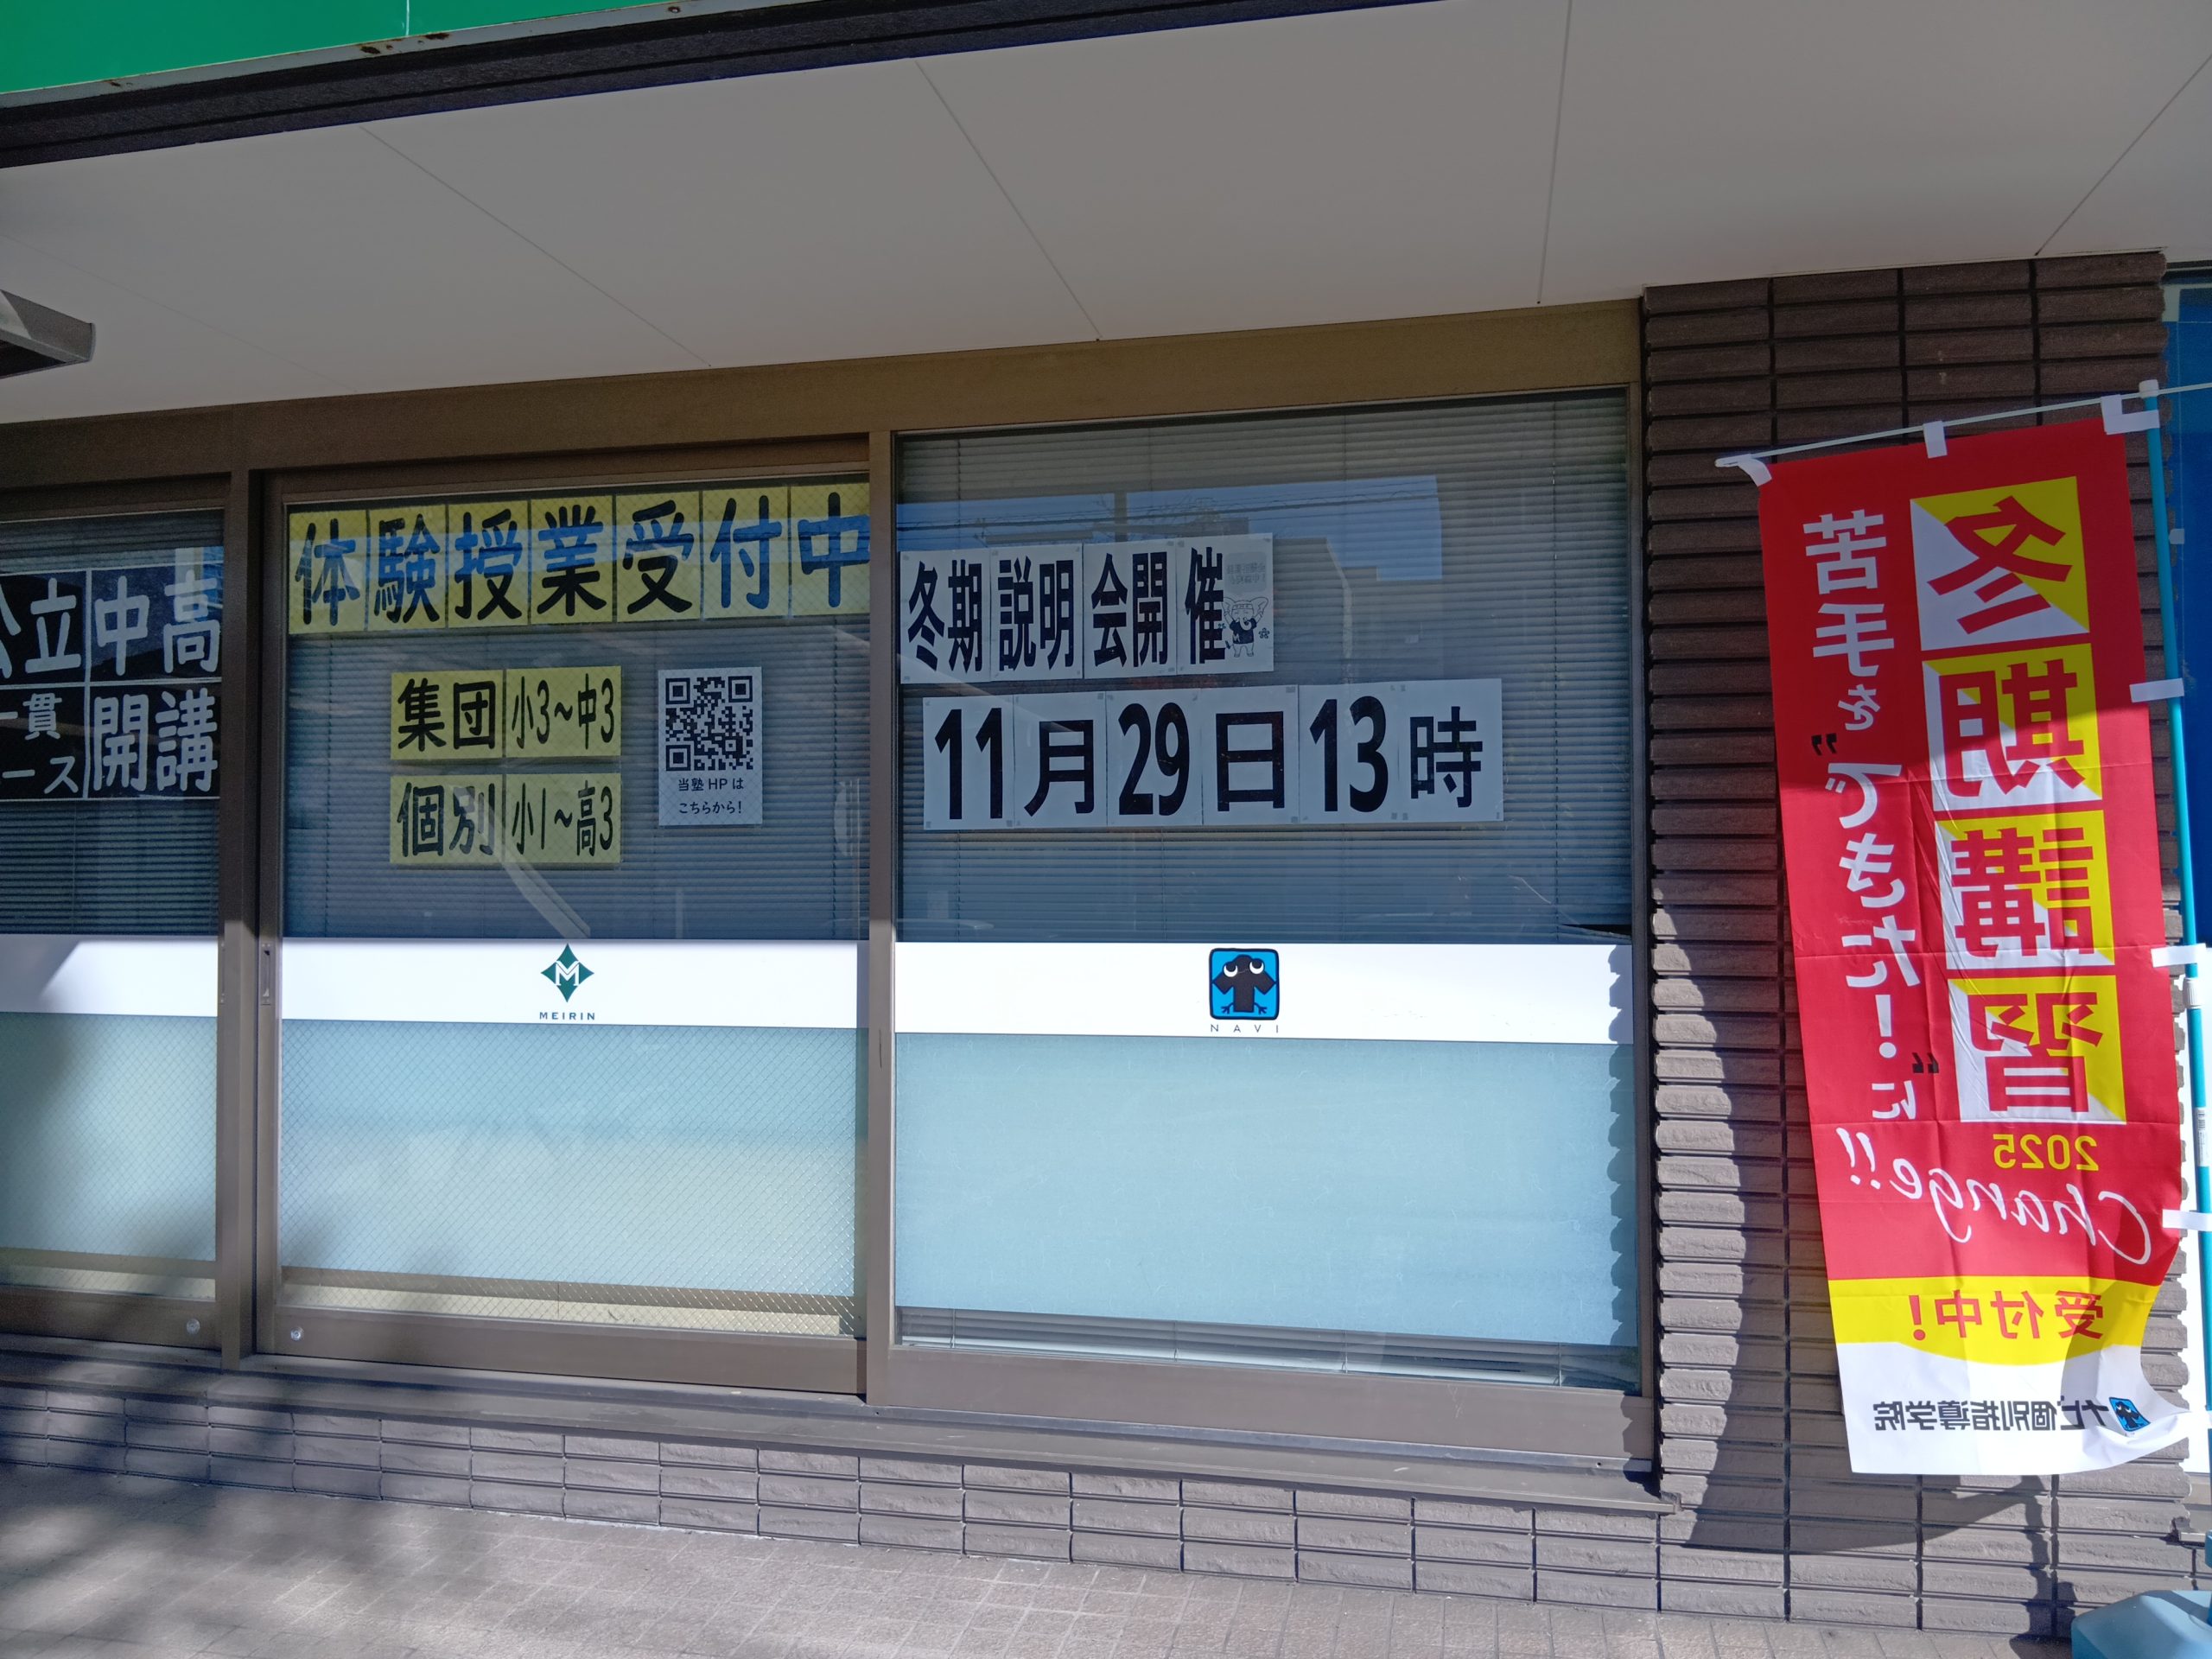 立中高
一貫
ース
開講
体験授業受付中
集団 小3～中3
個別 小1～高3
当塾HPは
こちらから!
MEIRIN
冬期説明会開催
11月29日13時
NAVI
冬期講習
苦手を"でもた!"に
2025
Change!!
受付中!
ナビ個別指導学院